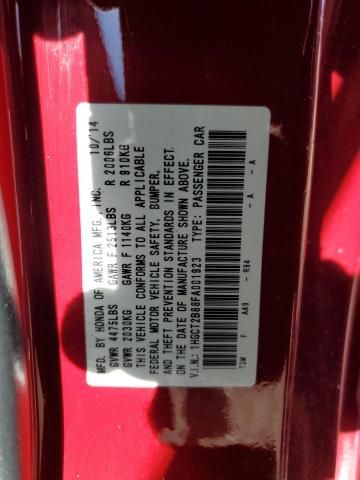 MFD. BY HONDA OF AMERICA MFG., INC. 10/14
GVWR 4475LBS GAWR F 2513LBS R 2006LBS
GVWR 2030KG GAWR F 1140KG R 910KG
THIS VEHICLE CONFORMS TO ALL APPLICABLE
FEDERAL MOTOR VEHICLE SAFETY, BUMPER,
AND THEFT PREVENTION STANDARDS IN EFFECT
ON THE DATE OF MANUFACTURE SHOWN ABOVE.
V.I.N.: 1HGCT2B88FA001923 TYPE: PASSENGER CAR
T3W F AA9 - R94 - A - A